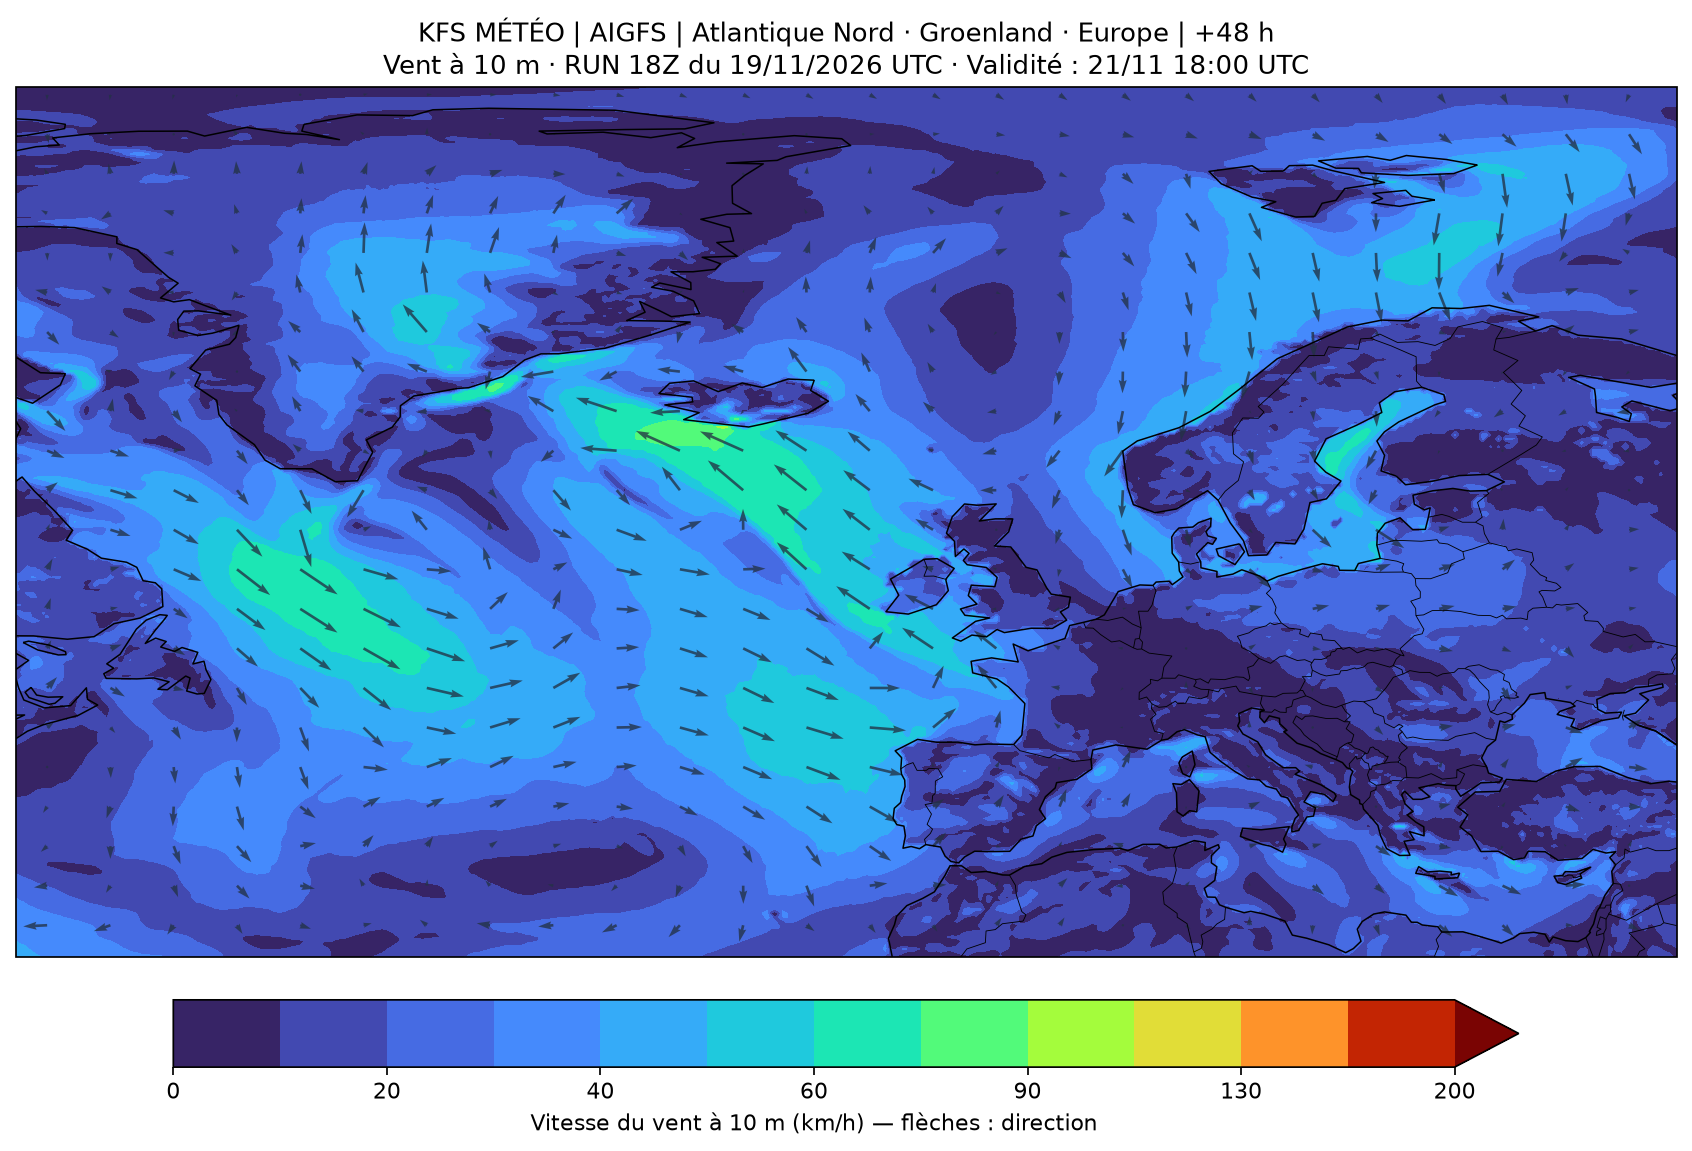 KFS MÉTÉO | AIGFS | Atlantique Nord · Groenland · Europe | +48 h
Vent à 10 m · RUN 18Z du 19/11/2026 UTC · Validité : 21/11 18:00 UTC
0 20 40 60 90 130 200
Vitesse du vent à 10 m (km/h) — flèches : direction